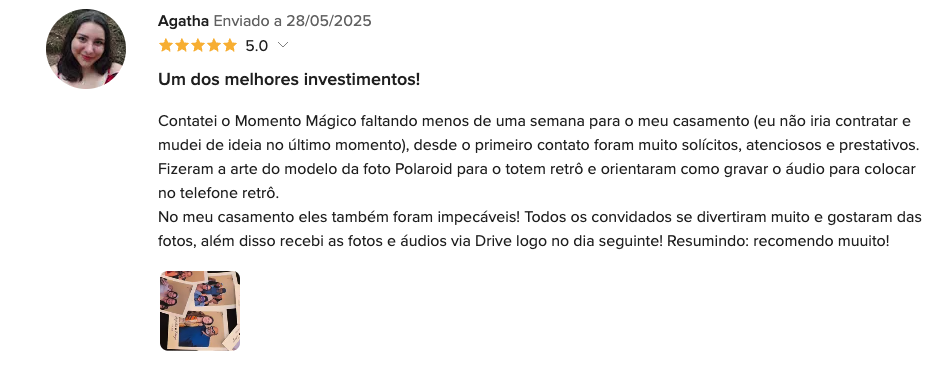 Agatha Enviado a 28/05/2025
5.0
Um dos melhores investimentos!
Contatei o Momento Mágico faltando menos de uma semana para o meu casamento (eu não iria contratar e
mudei de ideia no último momento), desde o primeiro contato foram muito solícitos, atenciosos e prestativos.
Fizeram a arte do modelo da foto Polaroid para o totem retrô e orientaram como gravar o áudio para colocar
no telefone retrô.
No meu casamento eles também foram impecáveis! Todos os convidados se divertiram muito e gostaram das
fotos, além disso recebi as fotos e áudios via Drive logo no dia seguinte! Resumindo: recomendo muuito!